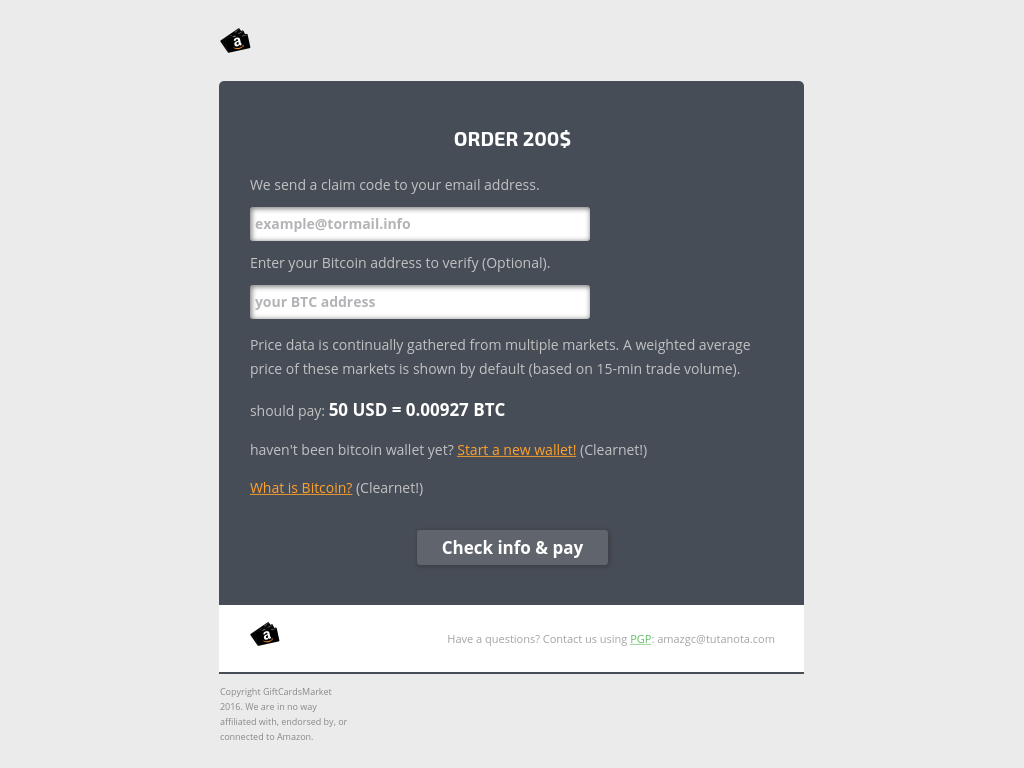 a
ORDER 200$
We send a claim code to your email address.
example@tormail.info
Enter your Bitcoin address to verify (Optional).
your BTC address
Price data is continually gathered from multiple markets. A weighted average
price of these markets is shown by default (based on 15-min trade volume).
should pay: 50 USD = 0.00927 BTC
haven't been bitcoin wallet yet? Start a new wallet! (Clearnet!)
What is Bitcoin? (Clearnet!)
Check info & pay
a
Have a questions? Contact us using PGP: amazgc@tutanota.com
Copyright GiftCardsMarket
2016. We are in no way
affiliated with, endorsed by, or
connected to Amazon.